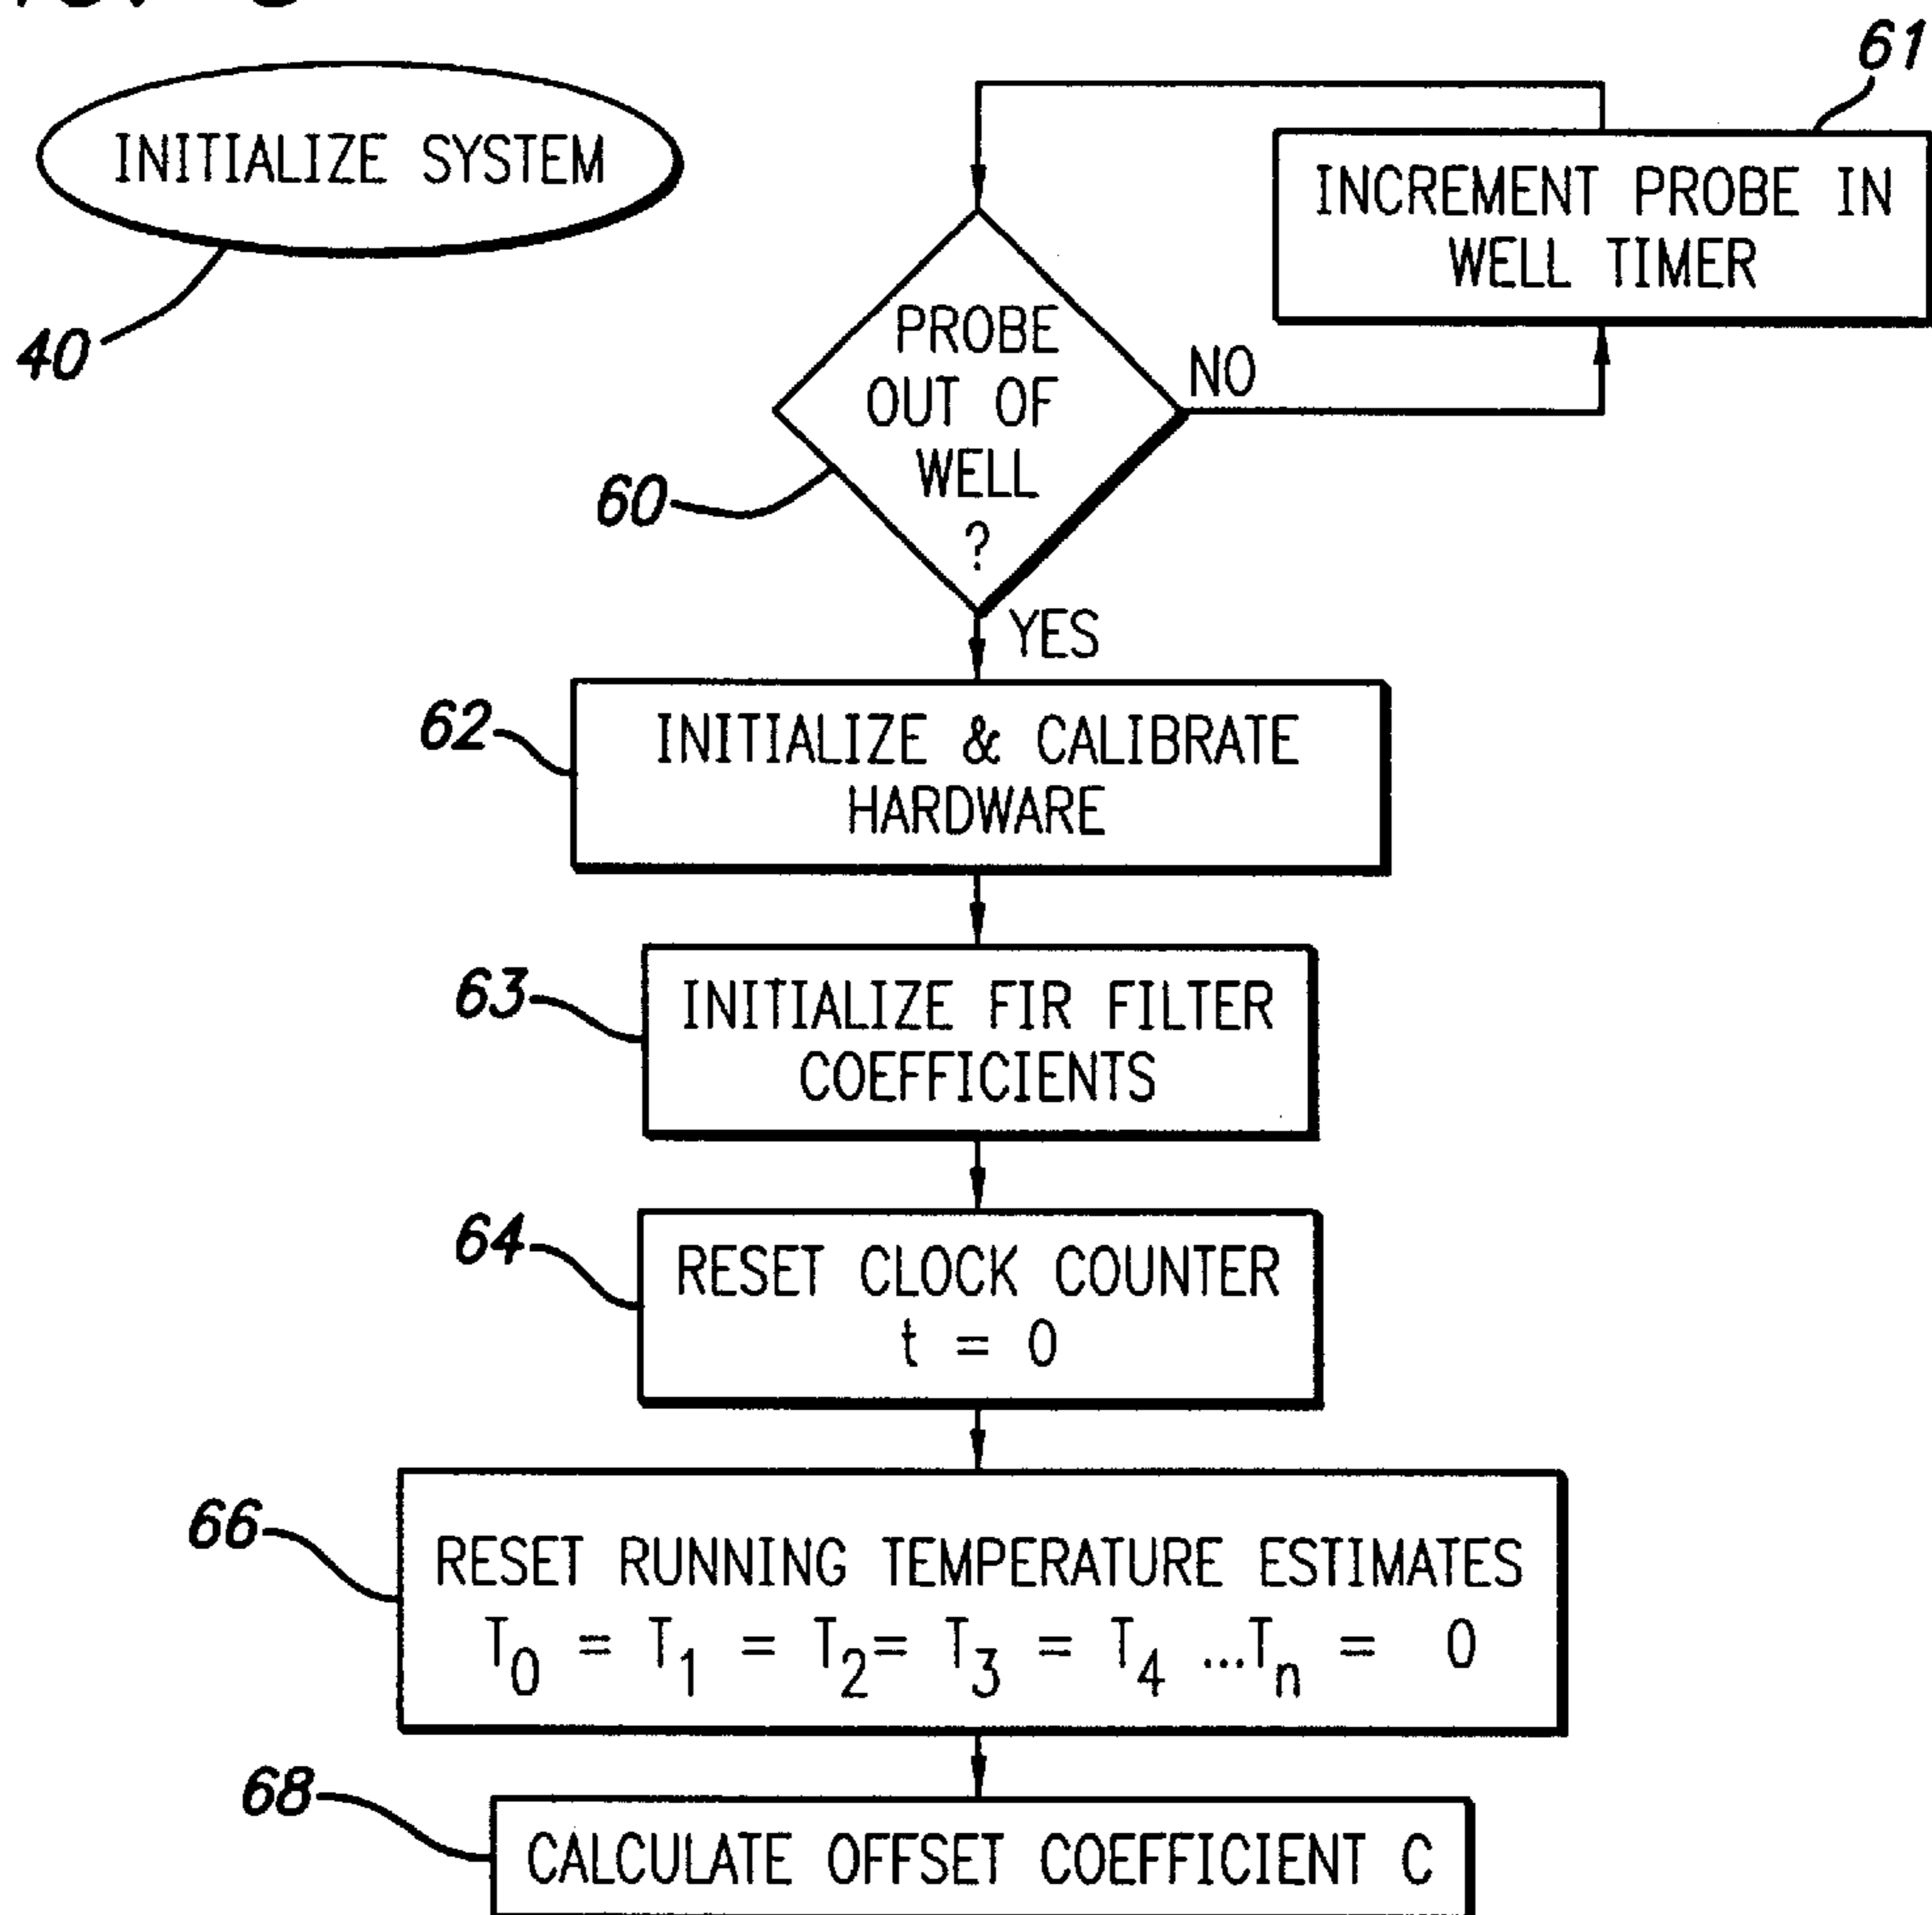 INITIALIZE SYSTEM
40
61
INCREMENT PROBE IN
WELL TIMER
PROBE
OUT OF
WELL
?
NO
60
YES
62
INITIALIZE & CALIBRATE
HARDWARE
63
INITIALIZE FIR FILTER
COEFFICIENTS
64
RESET CLOCK COUNTER
t = 0
66
RESET RUNNING TEMPERATURE ESTIMATES
T0 = T1 = T2= T3 = T4 ...Tn = 0
68
CALCULATE OFFSET COEFFICIENT C